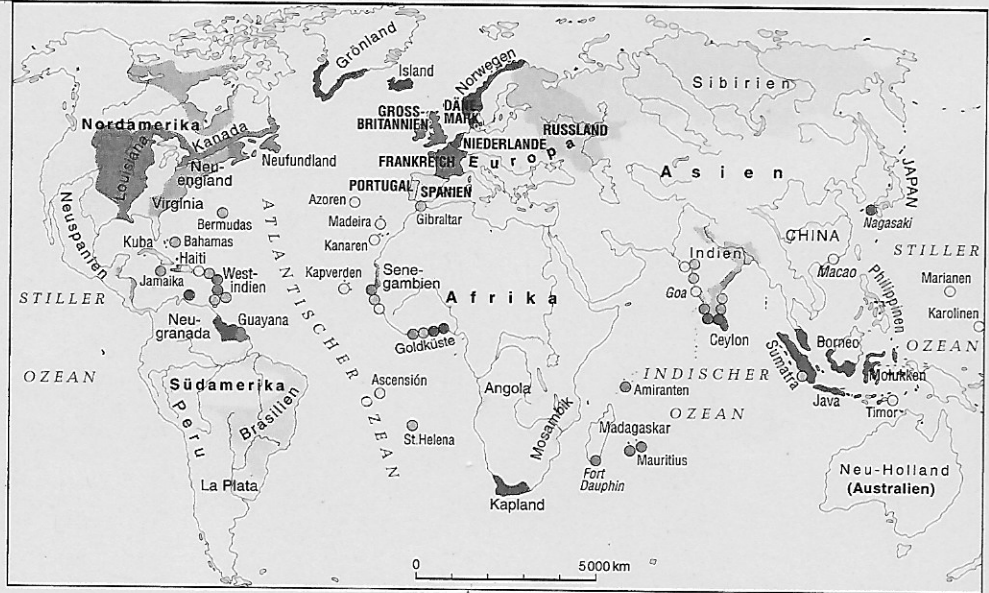 Grönland
Island
Norwegen
Sibirien
GROSS-
BRITANNIEN
DÄNE-
MARK
RUSSLAND
Nordamerika
Kanada
NIEDERLANDE
Louisiana
Neufundland
FRANKREICH
Europa
Neu-
england
Asien
JAPAN
PORTUGAL
SPANIEN
Virginia
Azoren
Neuspanien
Bermudas
Madeira
Gibraltar
Nagasaki
ATLANTISCHER OZEAN
Kuba
Bahamas
Kanaren
CHINA
Indien
STILLER
Haiti
Macao
Jamaika
West-
indien
Kapverden
Sene-
gambien
Philippinen
Marianen
Goa
STILLER
Afrika
Karolinen
Neu-
granada
Guayana
Goldküste
Ceylon
Borneo
OZEAN
Sumatra
OZEAN
INDISCHER
Molukken
Südamerika
Ascensión
Angola
Amiranten
Java
Timor
OZEAN
Peru
Brasilien
St.Helena
Mosambik
Madagaskar
Mauritius
Fort
Dauphin
Neu-Holland
(Australien)
La Plata
Kapland
0
5000 km